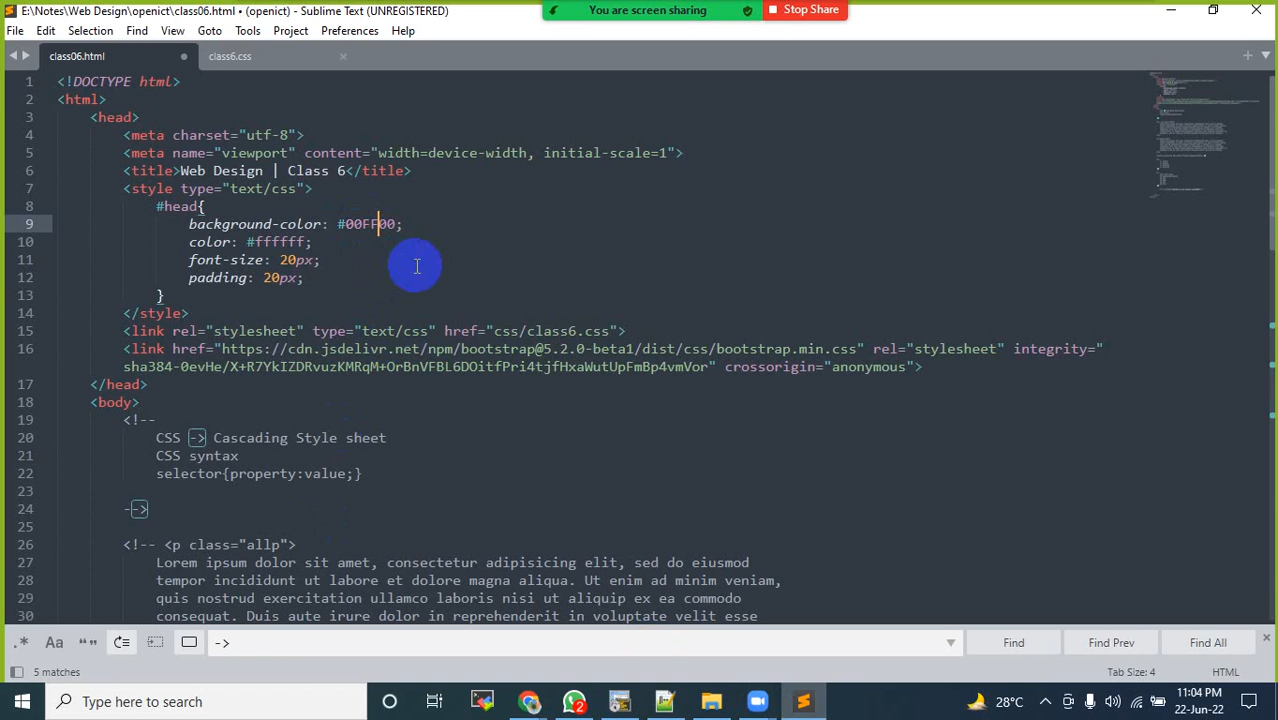 E:\Notes\Web Design\openict\class06.html • (openict) - Sublime Text (UNREGISTERED)
You are screen sharing
Stop Share
File Edit Selection Find View Goto Tools Project Preferences Help
class06.html
class6.css
1 <!DOCTYPE html>
2 <html>
3 <head>
4 <meta charset="utf-8">
5 <meta name="viewport" content="width=device-width, initial-scale=1">
6 <title>Web Design | Class 6</title>
7 <style type="text/css">
8 #head{
9 background-color: #00FF00;
10 color: #ffffff;
11 font-size: 20px;
12 padding: 20px;
13 }
14 </style>
15 <link rel="stylesheet" type="text/css" href="css/class6.css">
16 <link href="https://cdn.jsdelivr.net/npm/bootstrap@5.2.0-beta1/dist/css/bootstrap.min.css" rel="stylesheet" integrity="
sha384-0evHe/X+R7YkIZDRvuzKMRqM+OrBnVFBL6DOitfPri4tjfHxaWutUpFmBp4vmVor" crossorigin="anonymous">
17 </head>
18 <body>
19 <!--
20 CSS -> Cascading Style sheet
21 CSS syntax
22 selector{property:value;}
23
24 -->
25
26 <!-- <p class="allp">
27 Lorem ipsum dolor sit amet, consectetur adipisicing elit, sed do eiusmod
28 tempor incididunt ut labore et dolore magna aliqua. Ut enim ad minim veniam,
29 quis nostrud exercitation ullamco laboris nisi ut aliquip ex ea commodo
30 consequat. Duis aute irure dolor in reprehenderit in voluptate velit esse
.* Aa “” -> Find Find Prev Find All
5 matches
Tab Size: 4
HTML
Type here to search
2
28°C
11:04 PM
22-Jun-22